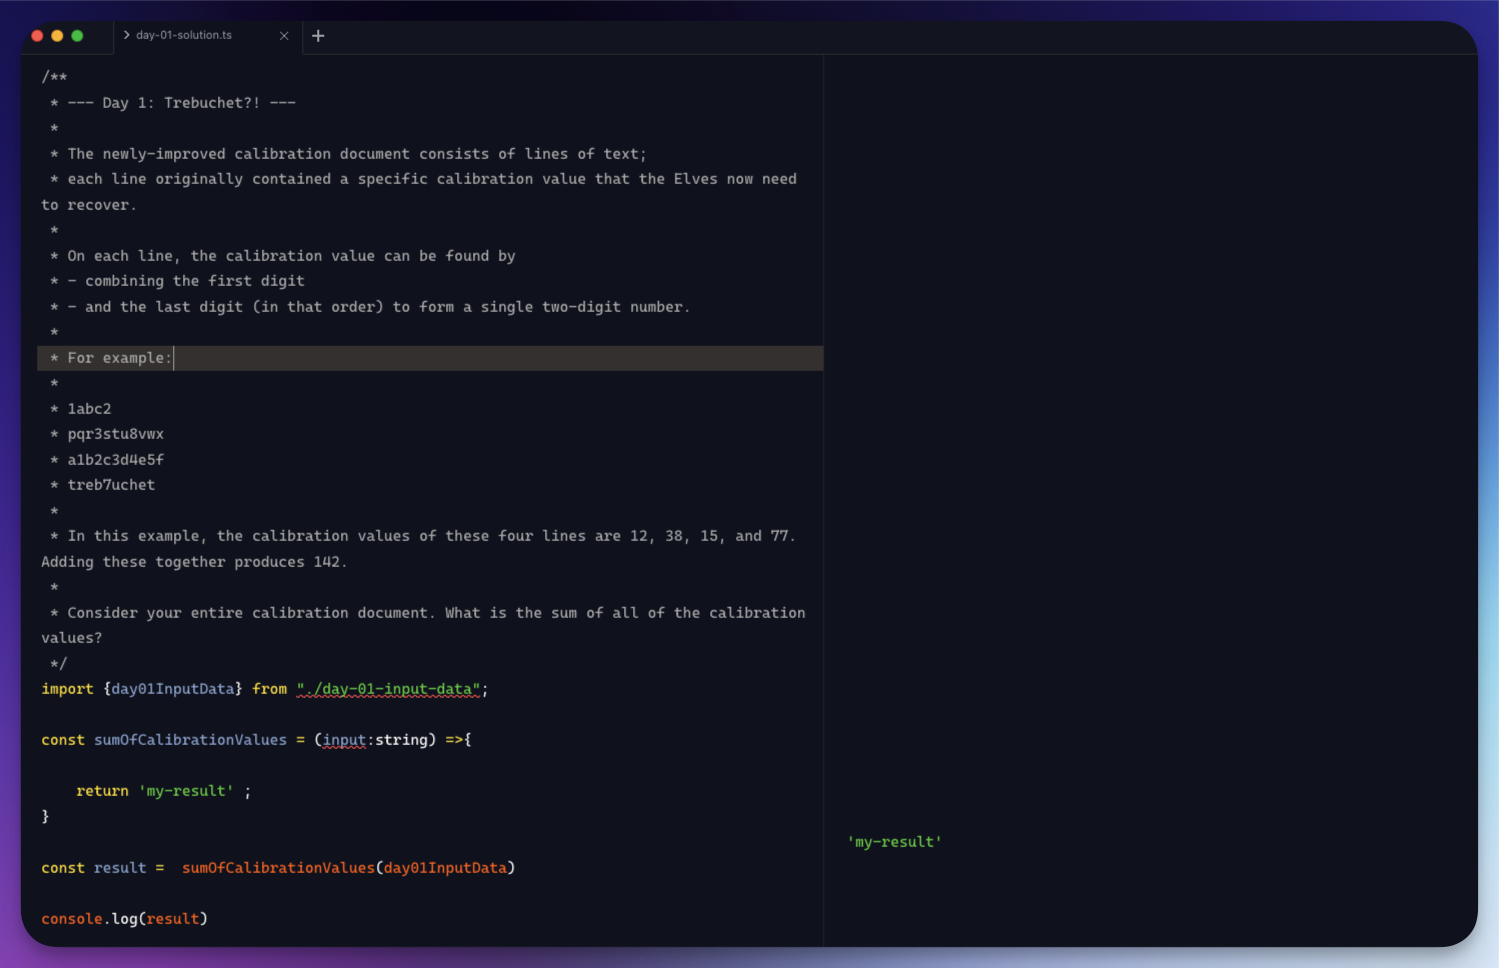 day-01-solution.ts
/**
 * --- Day 1: Trebuchet?! ---
 *
 * The newly-improved calibration document consists of lines of text;
 * each line originally contained a specific calibration value that the Elves now need
to recover.
 *
 * On each line, the calibration value can be found by
 * - combining the first digit
 * - and the last digit (in that order) to form a single two-digit number.
 *
 * For example:
 *
 * 1abc2
 * pqr3stu8vwx
 * a1b2c3d4e5f
 * treb7uchet
 *
 * In this example, the calibration values of these four lines are 12, 38, 15, and 77.
Adding these together produces 142.
 *
 * Consider your entire calibration document. What is the sum of all of the calibration
values?
 */
import {day01InputData} from "./day-01-input-data";
const sumOfCalibrationValues = (input:string) =>{
    return 'my-result' ;
}
'my-result'
const result =  sumOfCalibrationValues(day01InputData)
console.log(result)